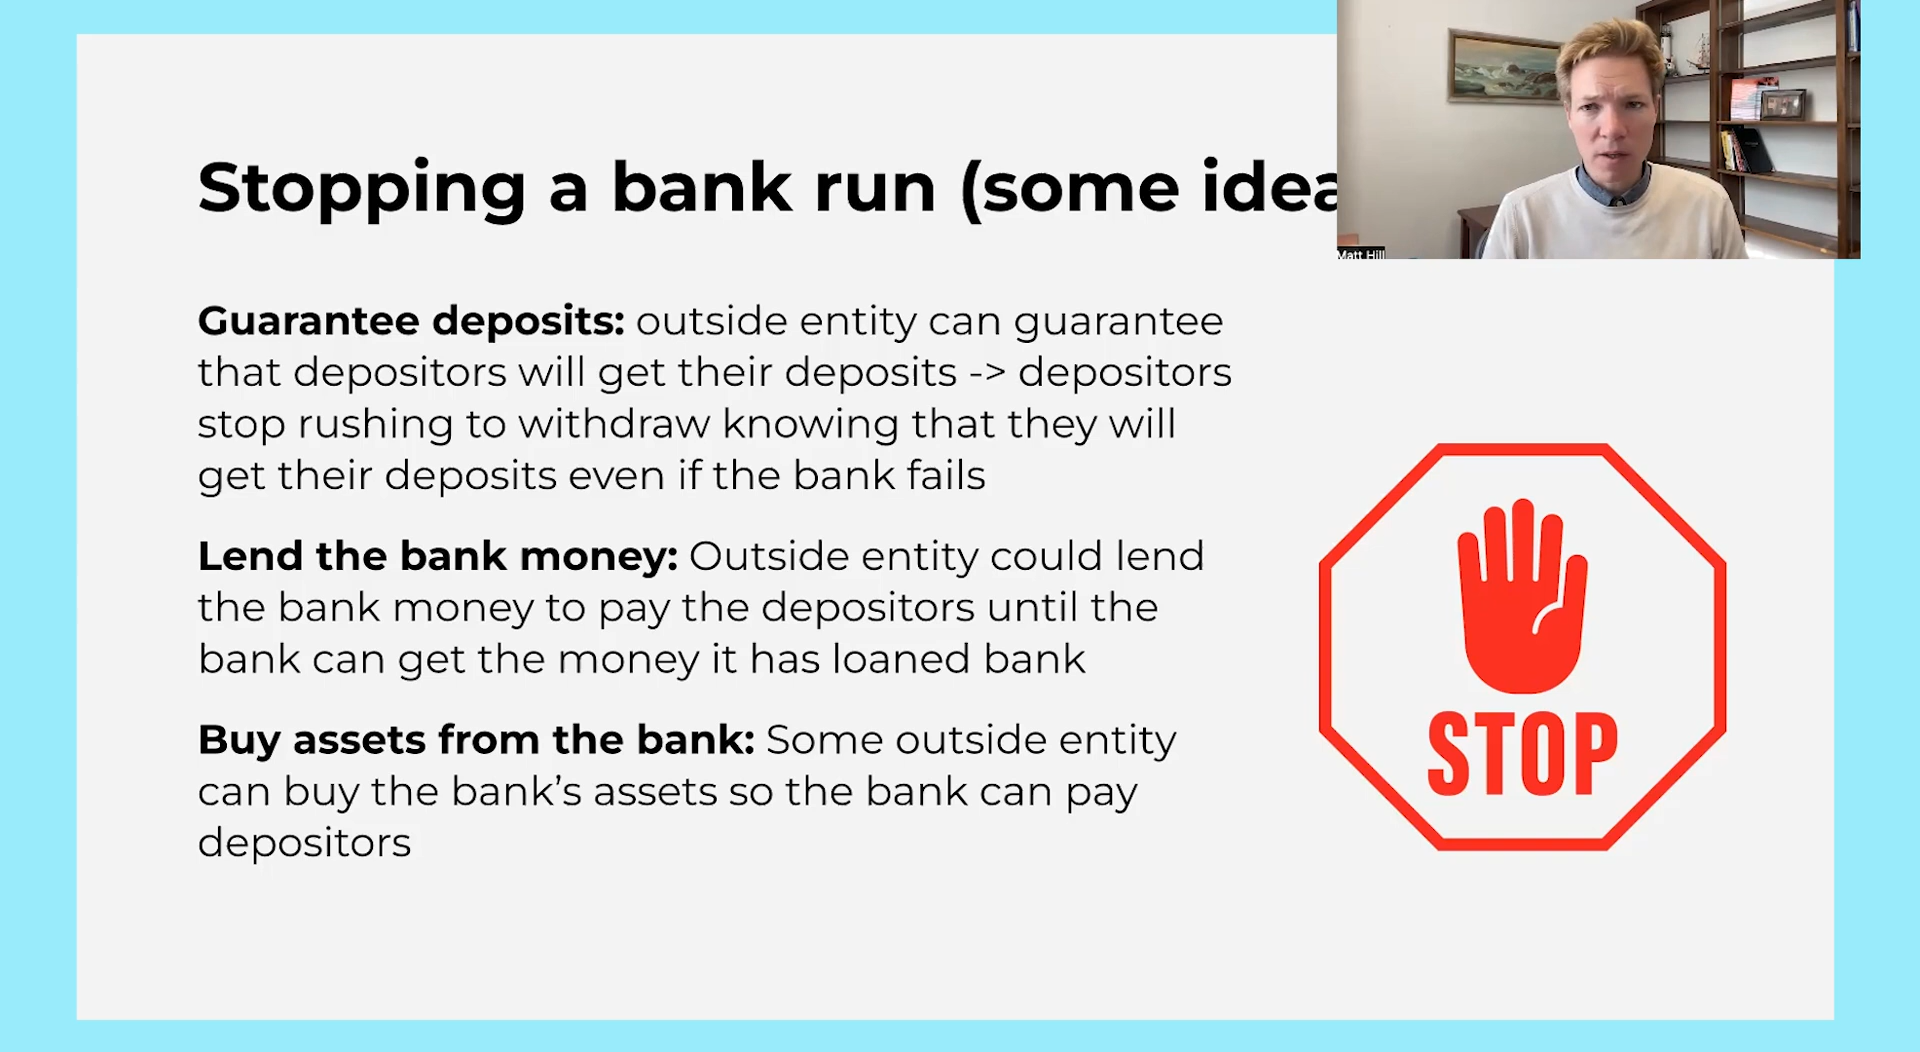 Stopping a bank run (some idea
Guarantee deposits: outside entity can guarantee
that depositors will get their deposits -> depositors
stop rushing to withdraw knowing that they will
get their deposits even if the bank fails
Lend the bank money: Outside entity could lend
the bank money to pay the depositors until the
bank can get the money it has loaned bank
Buy assets from the bank: Some outside entity
can buy the bank’s assets so the bank can pay
depositors
STOP
Matt Hill